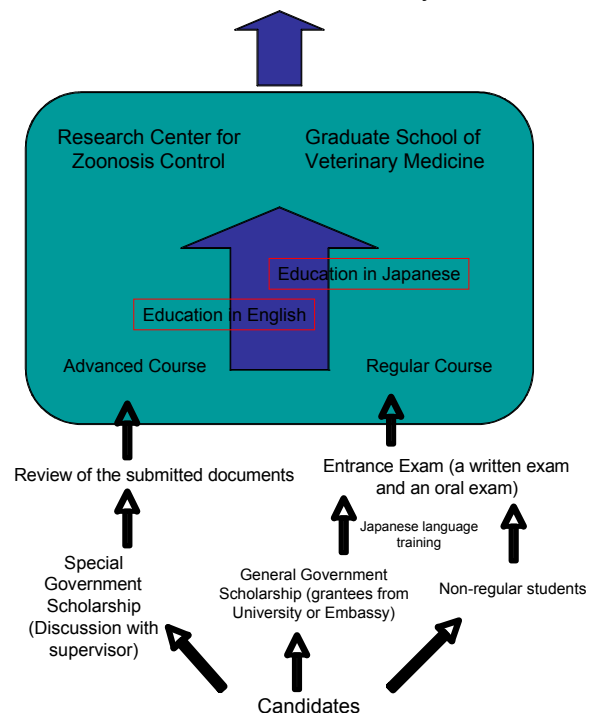 Research Center for
Zoonosis Control
Graduate School of
Veterinary Medicine
Education in Japanese
Education in English
Advanced Course
Regular Course
Review of the submitted documents
Entrance Exam (a written exam
and an oral exam)
Japanese language
training
Special
Government
Scholarship
(Discussion with
supervisor)
General Government
Scholarship (grantees from
University or Embassy)
Non-regular students
Candidates